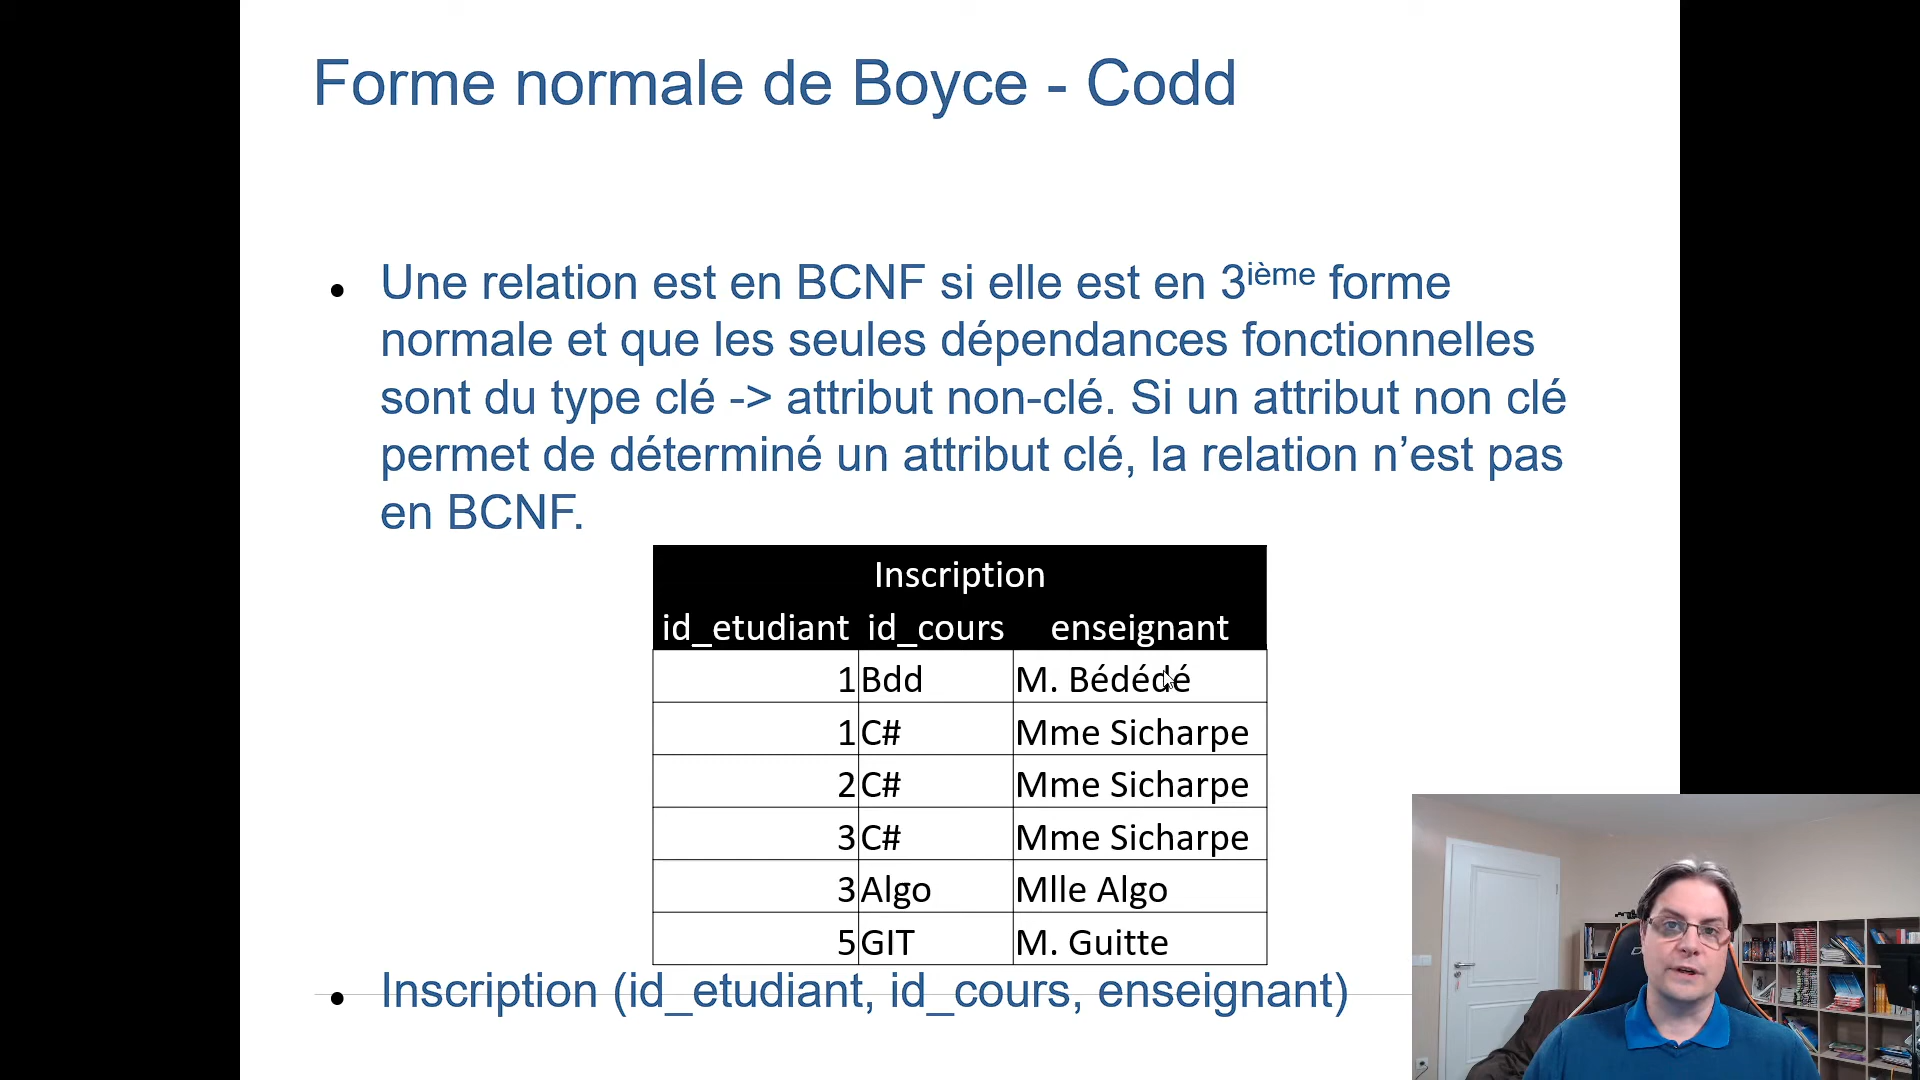 Forme normale de Boyce - Codd
Une relation est en BCNF si elle est en 3ième forme
normale et que les seules dépendances fonctionnelles
sont du type clé -> attribut non-clé. Si un attribut non clé
permet de déterminé un attribut clé, la relation n’est pas
en BCNF.
Inscription
id_etudiant id_cours enseignant
1 Bdd M. Bédédé
1 C# Mme Sicharpe
2 C# Mme Sicharpe
3 C# Mme Sicharpe
3 Algo Mlle Algo
5 GIT M. Guitte
Inscription (id_etudiant, id_cours, enseignant)